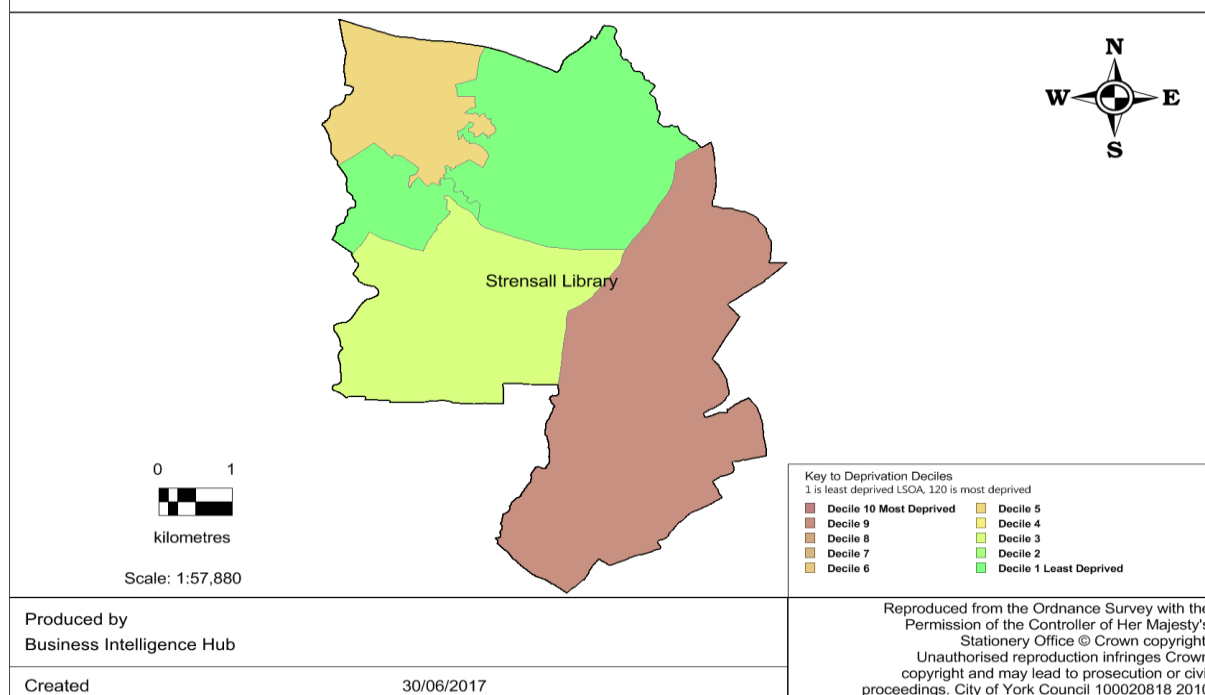 N
W E
S
Strensall Library
0 1
kilometres
Scale: 1:57,880
Key to Deprivation Deciles
1 is least deprived LSOA, 120 is most deprived
Decile 10 Most Deprived
Decile 9
Decile 8
Decile 7
Decile 6
Decile 5
Decile 4
Decile 3
Decile 2
Decile 1 Least Deprived
Produced by
Business Intelligence Hub
Created 30/06/2017
Reproduced from the Ordnance Survey with the
Permission of the Controller of Her Majesty's
Stationery Office © Crown copyright
Unauthorised reproduction infringes Crown
copyright and may lead to prosecution or civi
proceedings. City of York Council 100020818 2010